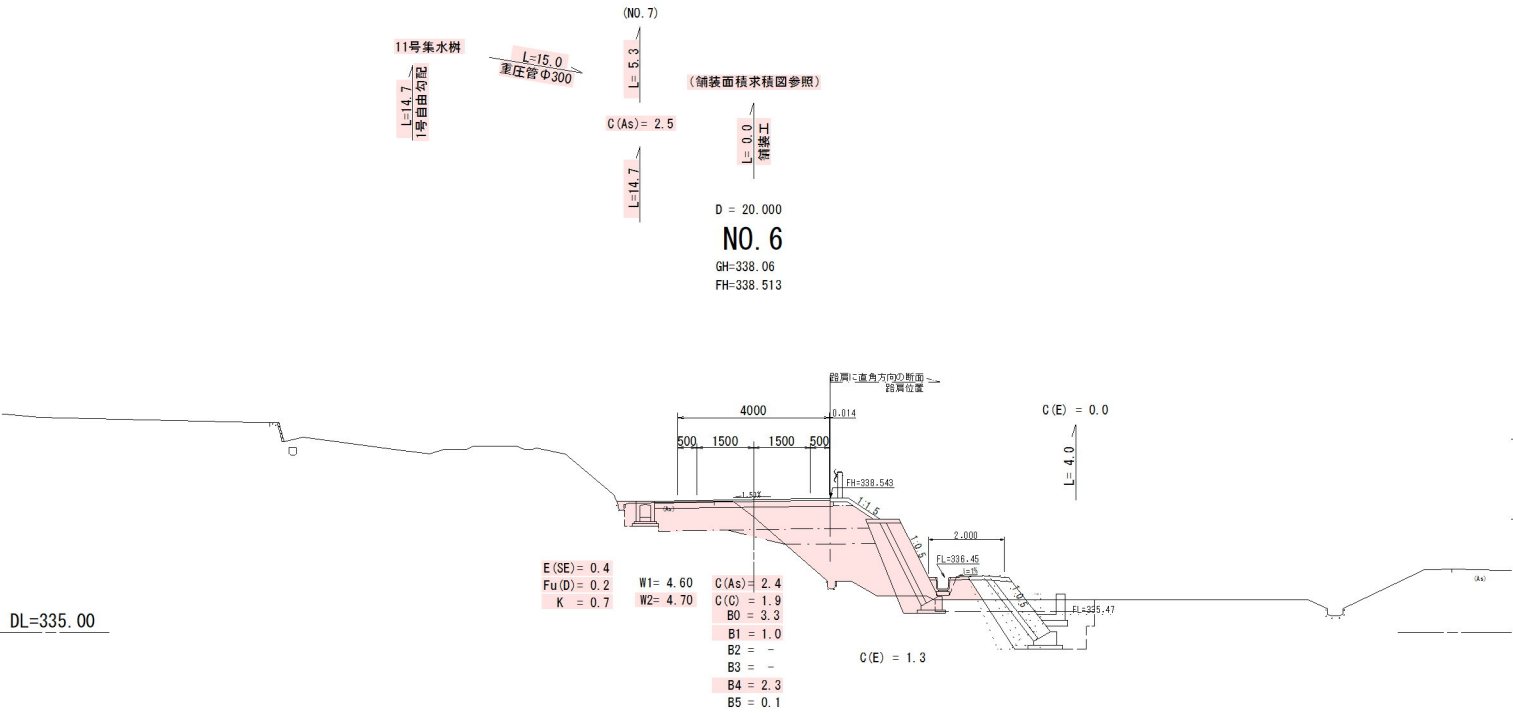 (NO.7)
11号集水桝
L=15.0
重圧管Φ300
L=14.7
1号自由勾配
L= 5.3
(舗装面積求積図参照)
C(As)= 2.5
L= 0.0
舗装工
L=14.7
D = 20.000
NO.6
GH=338.06
FH=338.513
路肩に直角方向の断面
路肩位置
4000
0.014
C(E) = 0.0
500
1500
1500
500
L= 4.0
FH=338.543
1.50%
1:1.5
(As)
1:0.5
2.000
FL=336.45
i=1%
(As)
1:0.5
FL=335.47
E(SE)= 0.4
Fu(D)= 0.2
K = 0.7
W1= 4.60
W2= 4.70
C(As)= 2.4
C(C) = 1.9
B0 = 3.3
B1 = 1.0
B2 = -
B3 = -
B4 = 2.3
B5 = 0.1
C(E) = 1.3
DL=335.00